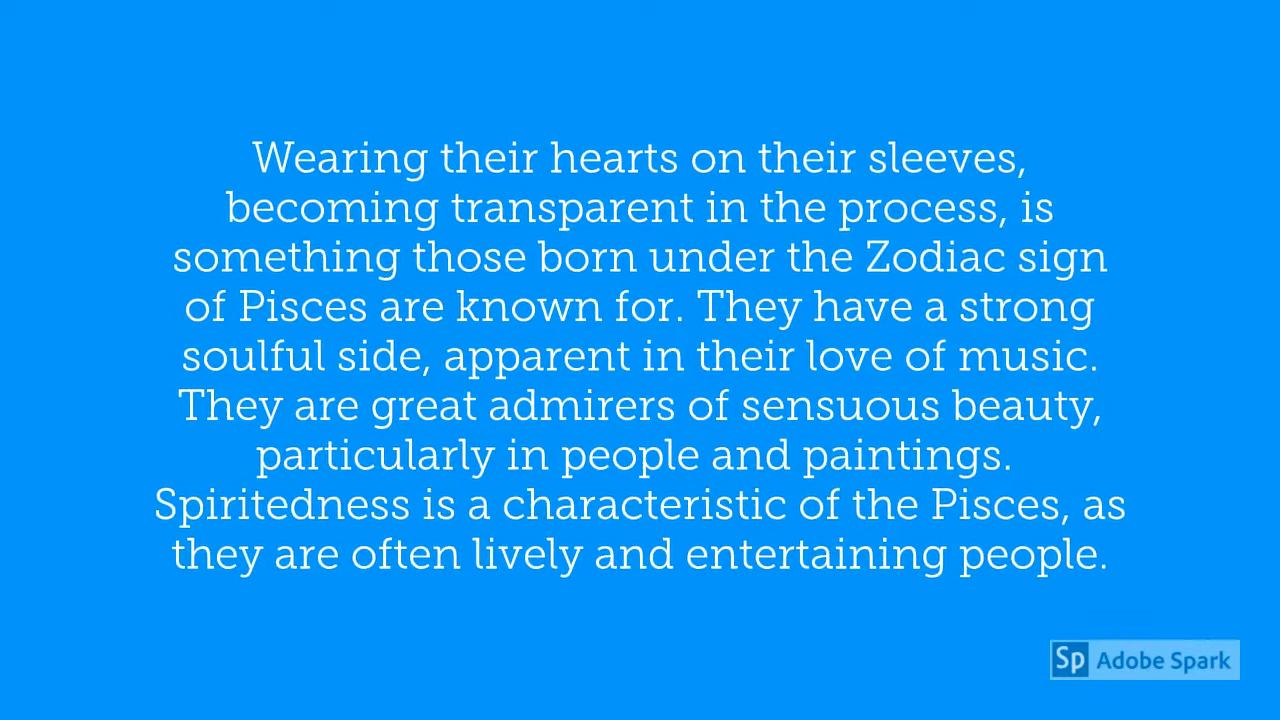 Wearing their hearts on their sleeves,
becoming transparent in the process, is
something those born under the Zodiac sign
of Pisces are known for. They have a strong
soulful side, apparent in their love of music.
They are great admirers of sensuous beauty,
particularly in people and paintings.
Spiritedness is a characteristic of the Pisces, as
they are often lively and entertaining people.
Sp Adobe Spark